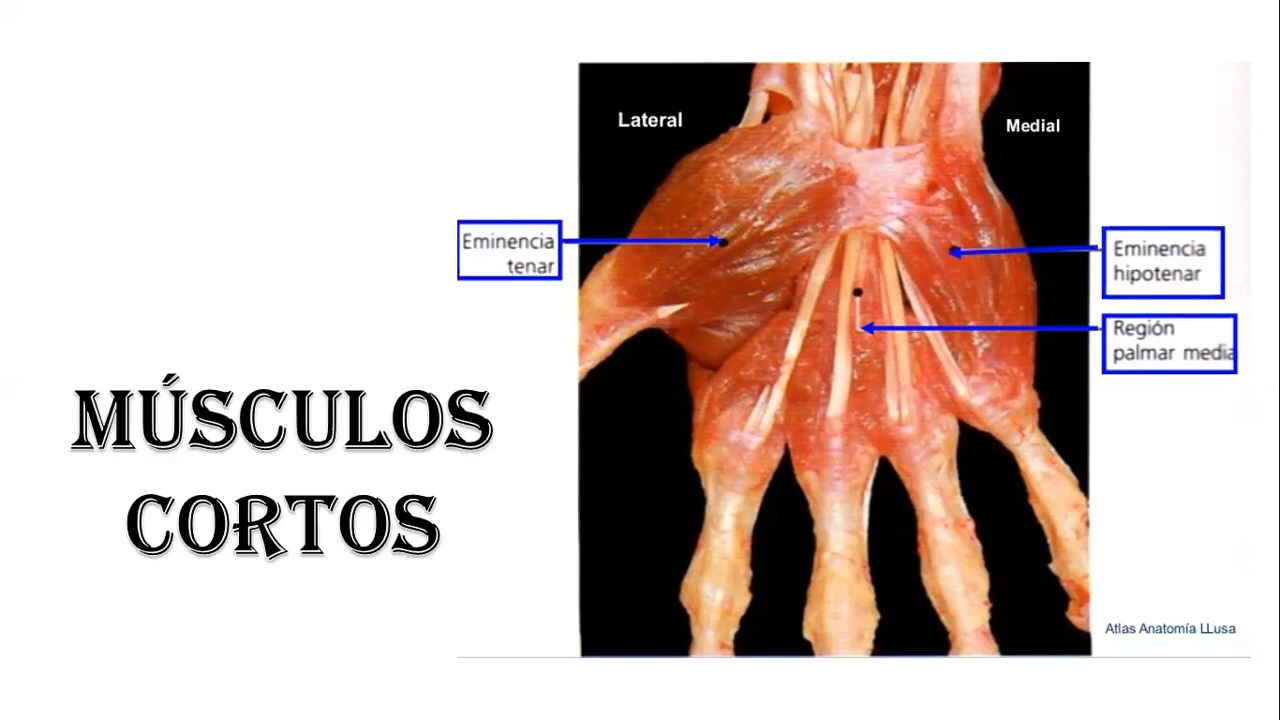 MÚSCULOS
CORTOS
Lateral
Medial
Eminencia
tenar
Eminencia
hipotenar
Región
palmar media
Atlas Anatomía LLusa